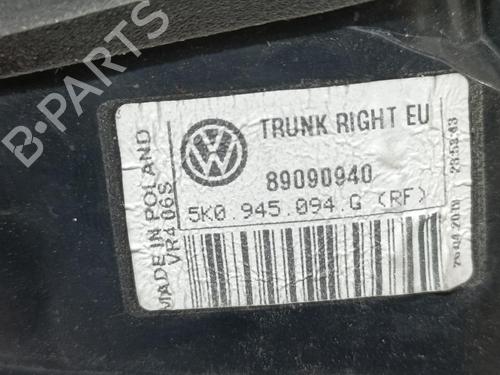 TRUNK RIGHT EU
89090940
5K0.945.094.G (RF)
MADE IN POLAND
VR4 06S
B-PARTS